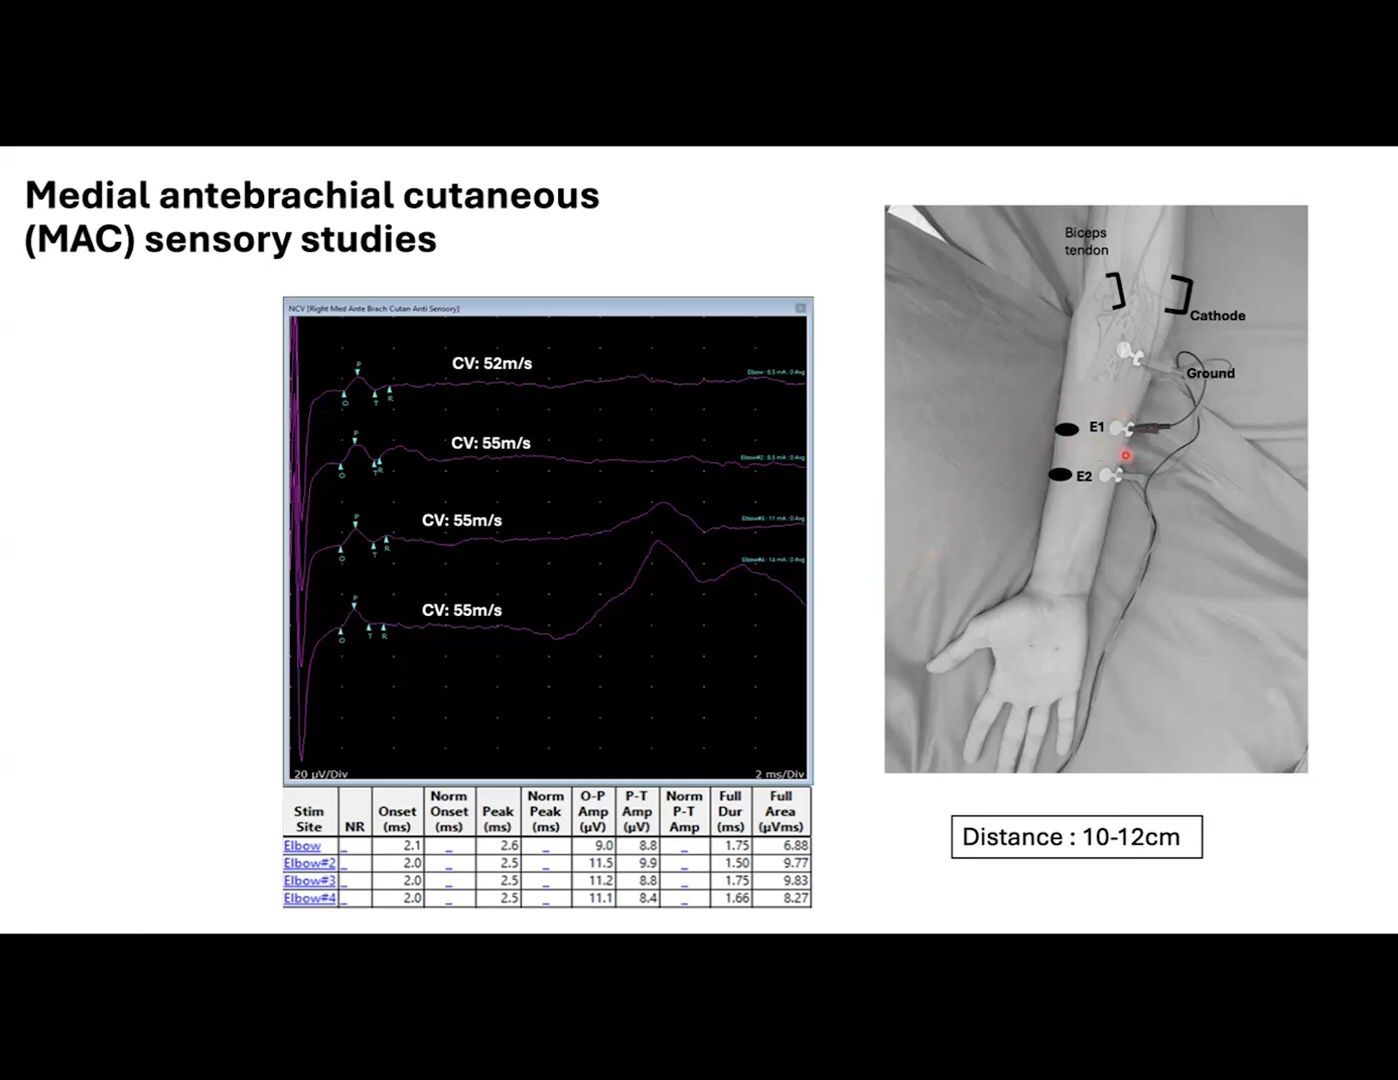 Medial antebrachial cutaneous
(MAC) sensory studies
NCV [Right Med Ante Brach Cutan Anti Sensory]
CV: 52m/s
P
O
T
R
CV: 55m/s
P
O
T
R
CV: 55m/s
P
O
T
R
CV: 55m/s
P
O
T
R
20 µV/Div
2 ms/Div
Stim Site NR Onset (ms) Norm Onset (ms) Peak (ms) Norm Peak (ms) O-P Amp (µV) P-T Amp (µV) Norm P-T Amp Full Dur (ms) Full Area (µVms)
Elbow _ 2.1 _ 2.6 _ 9.0 8.8 _ 1.75 6.88
Elbow#2 _ 2.0 _ 2.5 _ 11.5 9.9 _ 1.50 9.77
Elbow#3 _ 2.0 _ 2.5 _ 11.2 8.8 _ 1.75 9.83
Elbow#4 _ 2.0 _ 2.5 _ 11.1 8.4 _ 1.66 8.27
Biceps
tendon
Cathode
Ground
E1
E2
Distance : 10-12cm